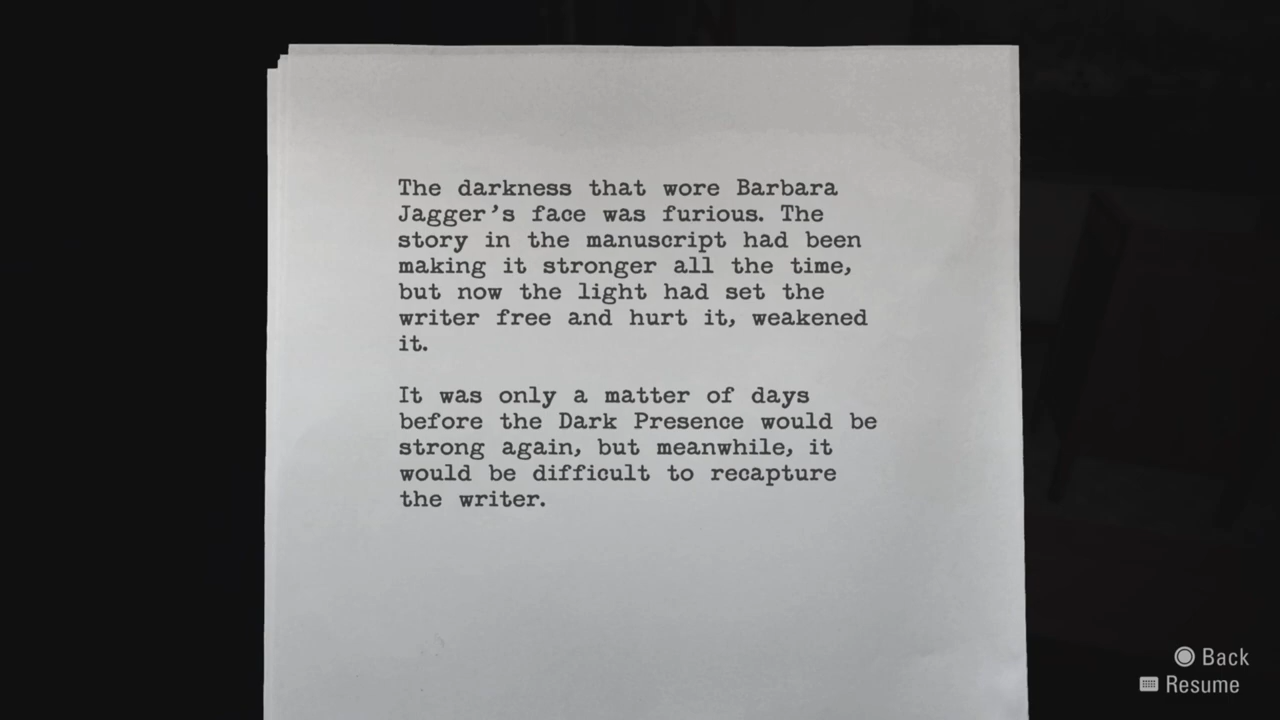 The darkness that wore Barbara
Jagger’s face was furious. The
story in the manuscript had been
making it stronger all the time,
but now the light had set the
writer free and hurt it, weakened
it.
It was only a matter of days
before the Dark Presence would be
strong again, but meanwhile, it
would be difficult to recapture
the writer.
Back
Resume